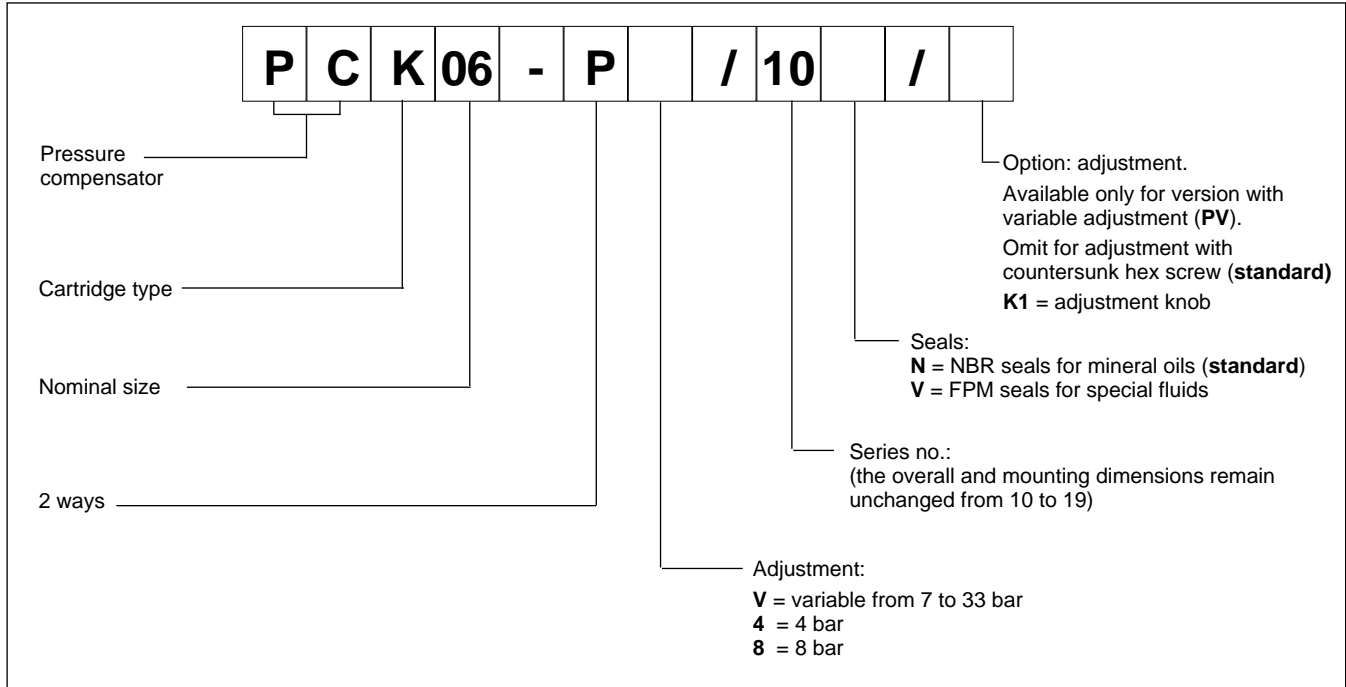 P C K 06 - P / 10 /
Pressure
compensator
Cartridge type
Nominal size
2 ways
Option: adjustment.
Available only for version with
variable adjustment (PV).
Omit for adjustment with
countersunk hex screw (standard)
K1 = adjustment knob
Seals:
N = NBR seals for mineral oils (standard)
V = FPM seals for special fluids
Series no.:
(the overall and mounting dimensions remain
unchanged from 10 to 19)
Adjustment:
V = variable from 7 to 33 bar
4 = 4 bar
8 = 8 bar